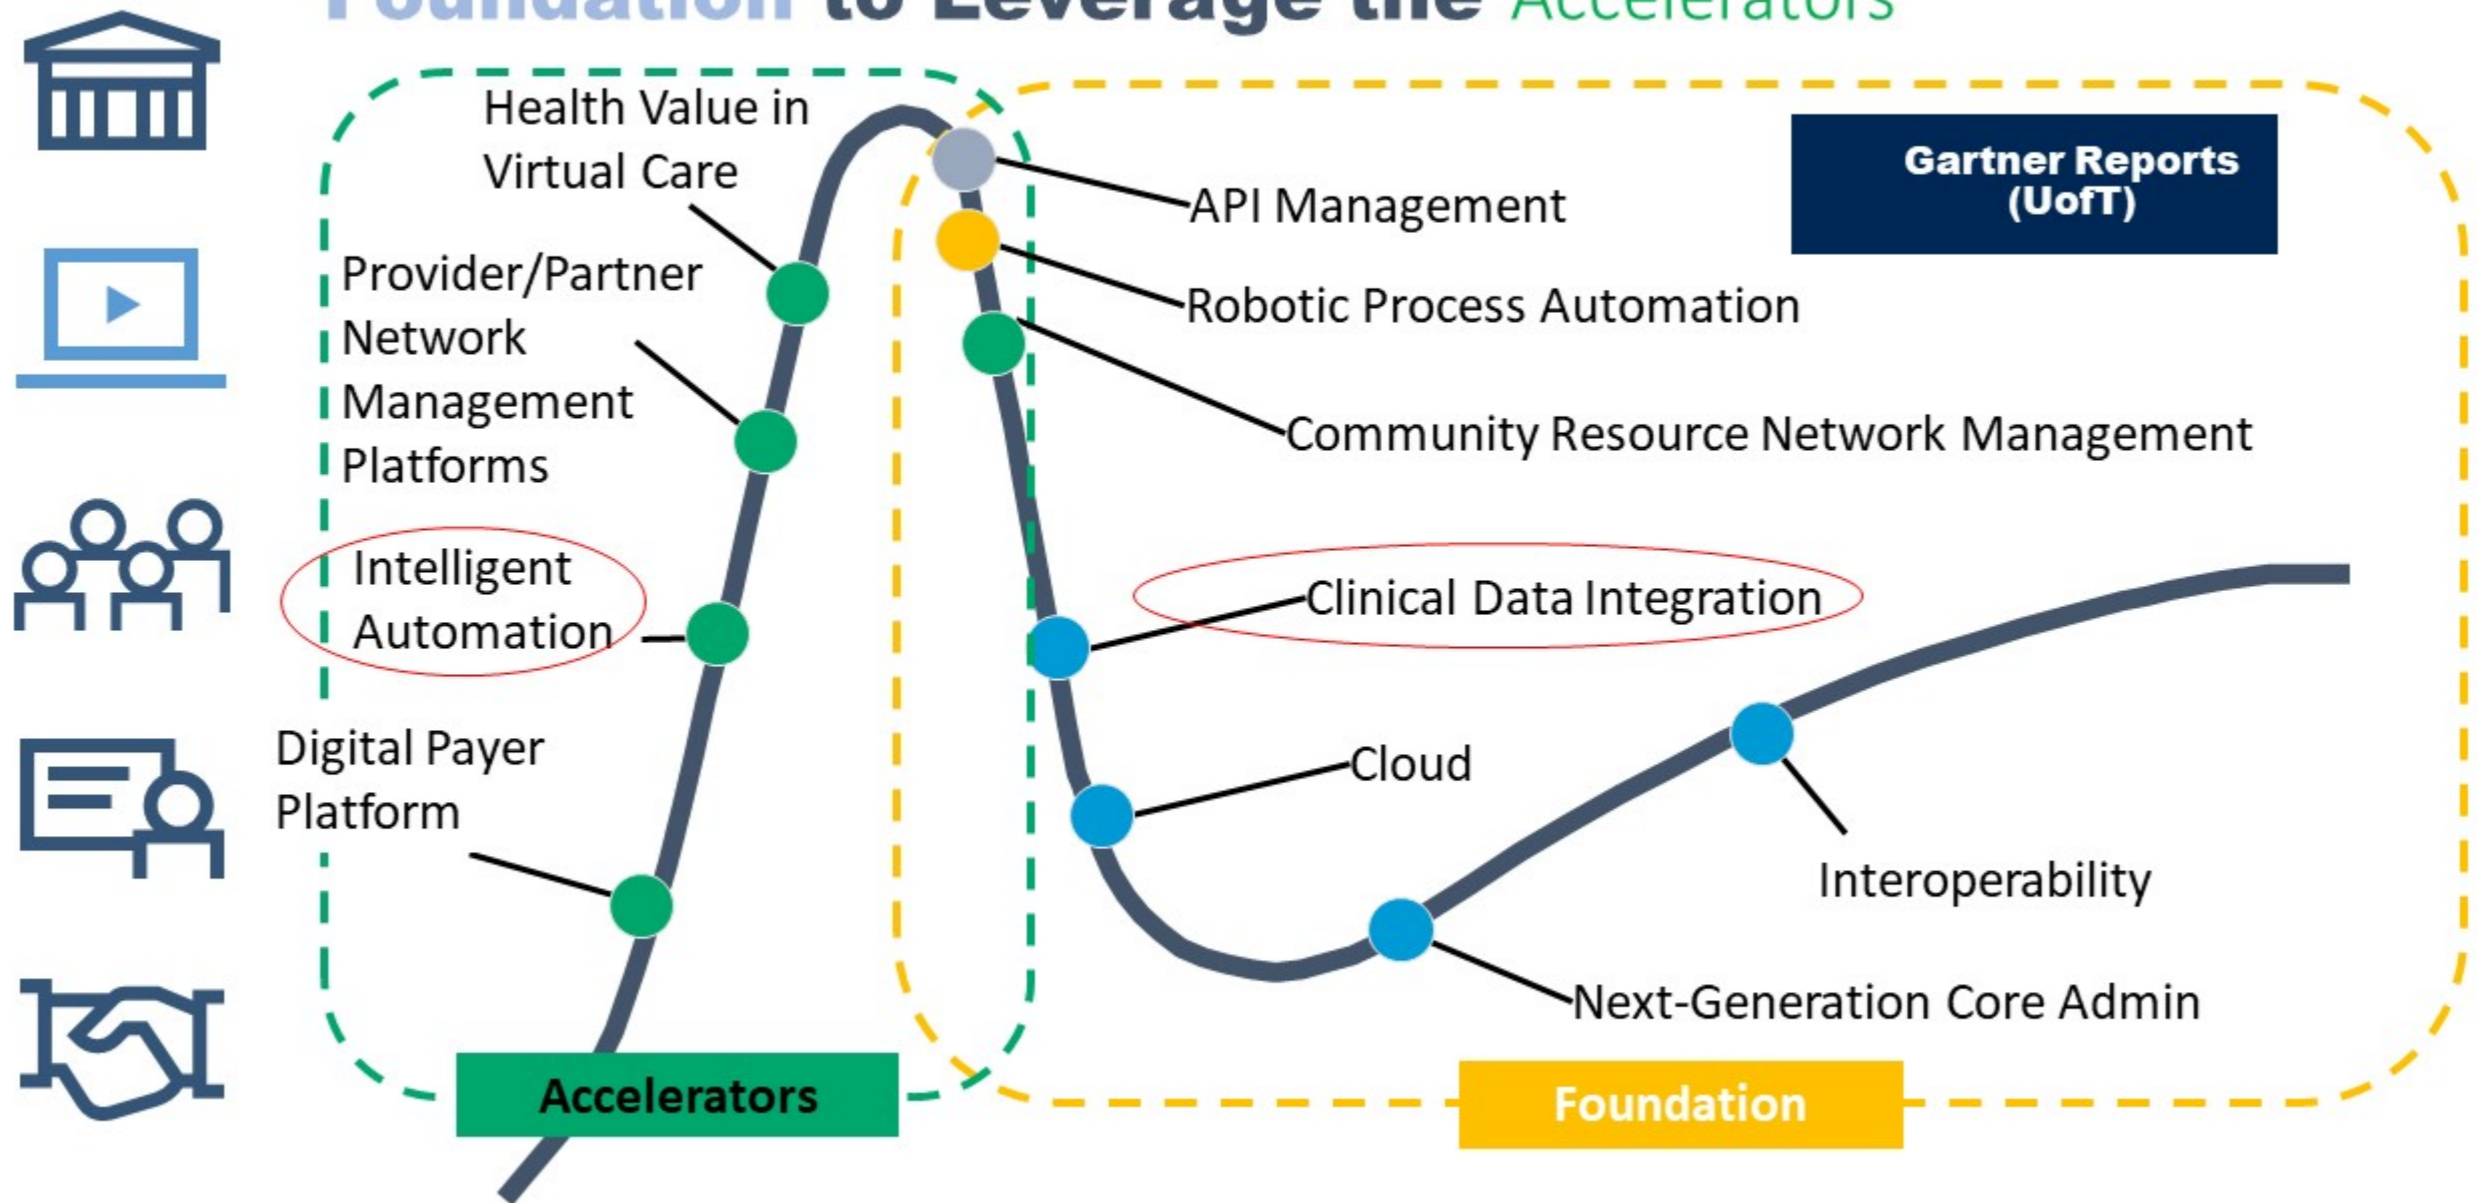 Foundation to Leverage the Accelerators
Health Value in
Virtual Care
Provider/Partner
Network
Management
Platforms
Intelligent
Automation
Digital Payer
Platform
Accelerators
Gartner Reports
(UofT)
API Management
Robotic Process Automation
Community Resource Network Management
Clinical Data Integration
Cloud
Interoperability
Next-Generation Core Admin
Foundation